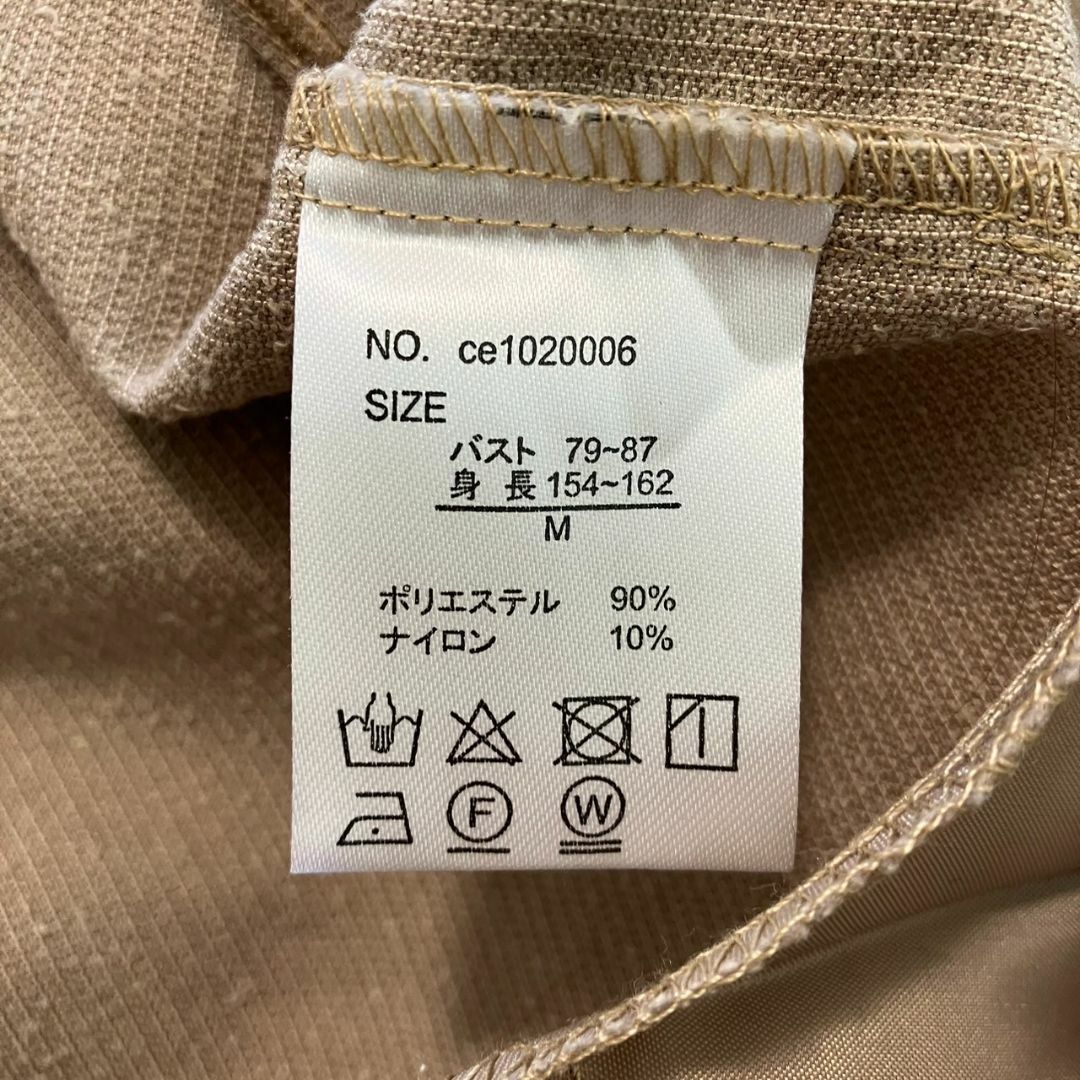 NO. ce1020006
SIZE
バスト 79~87
身 長 154~162
M
ポリエステル 90%
ナイロン 10%
F W